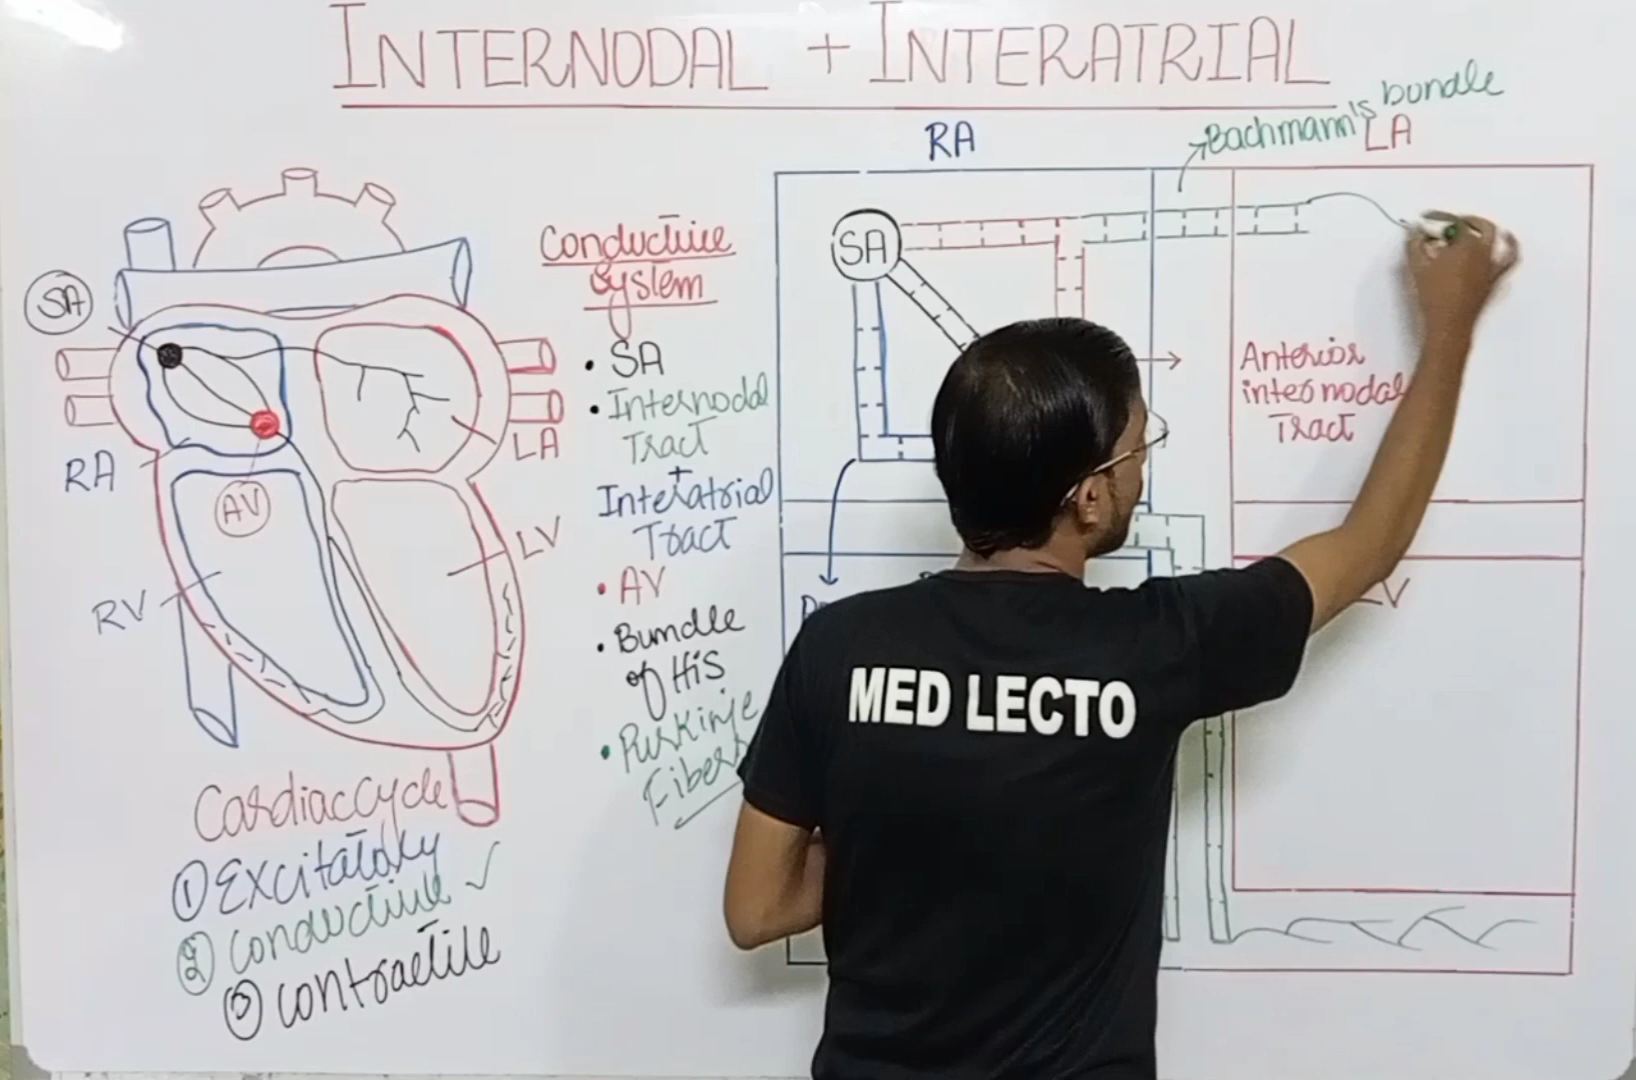 INTERNODAL + INTERATRIAL
RA
Bachmann's bundle
LA
SA
SA
RA
AV
RV
LA
LV
Conductive
System
• SA
• Internodal
Tract
+
Interatrial
Tract
• AV
• Bundle
of His
• Purkinje
Fibers
Anterior
internodal
Tract
MED LECTO
Cardiac Cycle
① Excitatory
② Conductive ✓
③ Contractile